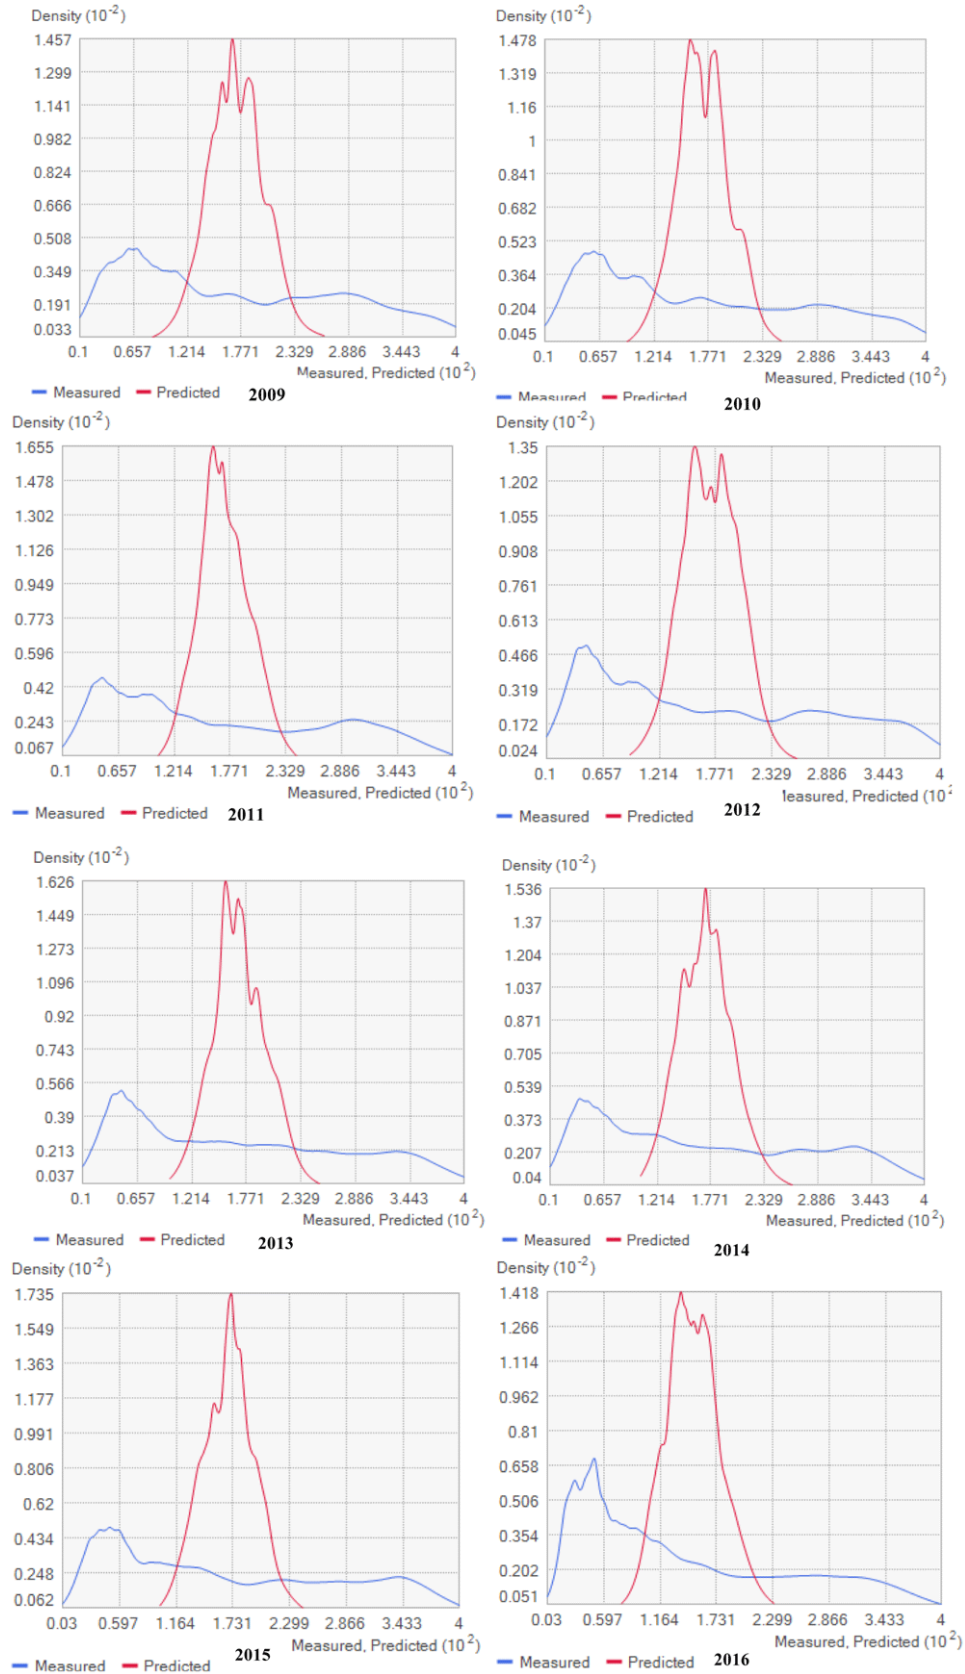 Density (10-2)
1.457
1.299
1.141
0.982
0.824
0.666
0.508
0.349
0.191
0.033
0.1 0.657 1.214 1.771 2.329 2.886 3.443 4
Measured, Predicted (102)
Measured Predicted 2009
Density (10-2)
1.478
1.319
1.16
1
0.841
0.682
0.523
0.364
0.204
0.045
0.1 0.657 1.214 1.771 2.329 2.886 3.443 4
Measured, Predicted (102)
Measured Predicted 2010
Density (10-2)
1.655
1.478
1.302
1.126
0.949
0.773
0.596
0.42
0.243
0.067
0.1 0.657 1.214 1.771 2.329 2.886 3.443 4
Measured, Predicted (102)
Measured Predicted 2011
Density (10-2)
1.35
1.202
1.055
0.908
0.761
0.613
0.466
0.319
0.172
0.024
0.1 0.657 1.214 1.771 2.329 2.886 3.443 4
Measured, Predicted (102
Measured Predicted 2012
Density (10-2)
1.626
1.449
1.273
1.096
0.92
0.743
0.566
0.39
0.213
0.037
0.1 0.657 1.214 1.771 2.329 2.886 3.443 4
Measured, Predicted (102)
Measured Predicted 2013
Density (10-2)
1.536
1.37
1.204
1.037
0.871
0.705
0.539
0.373
0.207
0.04
0.1 0.657 1.214 1.771 2.329 2.886 3.443 4
Measured, Predicted (102)
Measured Predicted 2014
Density (10-2)
1.735
1.549
1.363
1.177
0.991
0.806
0.62
0.434
0.248
0.062
0.03 0.597 1.164 1.731 2.299 2.866 3.433 4
Measured, Predicted (102)
Measured Predicted 2015
Density (10-2)
1.418
1.266
1.114
0.962
0.81
0.658
0.506
0.354
0.202
0.051
0.03 0.597 1.164 1.731 2.299 2.866 3.433 4
Measured, Predicted (102)
Measured Predicted 2016